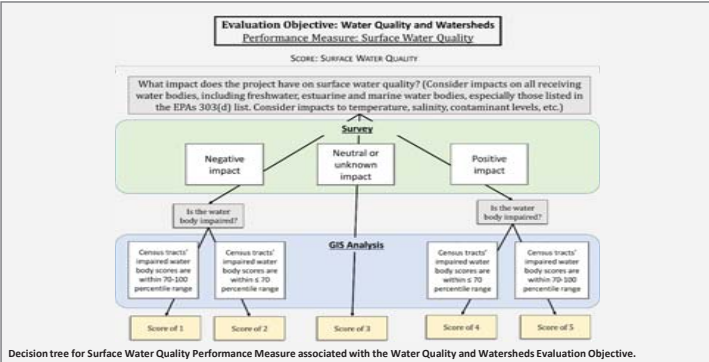 Evaluation Objective: Water Quality and Watersheds
Performance Measure: Surface Water Quality
SCORE: SURFACE WATER QUALITY
What impact does the project have on surface water quality? (Consider impacts on all receiving
water bodies, including freshwater, estuarine and marine water bodies, especially those listed in
the EPAs 303(d) list. Consider impacts to temperature, salinity, contaminant levels, etc.)
Survey
Negative
impact
Neutral or
unknown
impact
Positive
impact
Is the water
body impaired?
Is the water
body impaired?
GIS Analysis
Census tracts'
impaired water
body scores are
within 70-100
percentile range
Census tracts'
impaired water
body scores are
within ≤ 70
percentile range
Census tracts'
impaired water
body scores are
within ≤ 70
percentile range
Census tracts'
impaired water
body scores are
within 70-100
percentile range
Score of 1
Score of 2
Score of 3
Score of 4
Score of 5
Decision tree for Surface Water Quality Performance Measure associated with the Water Quality and Watersheds Evaluation Objective.